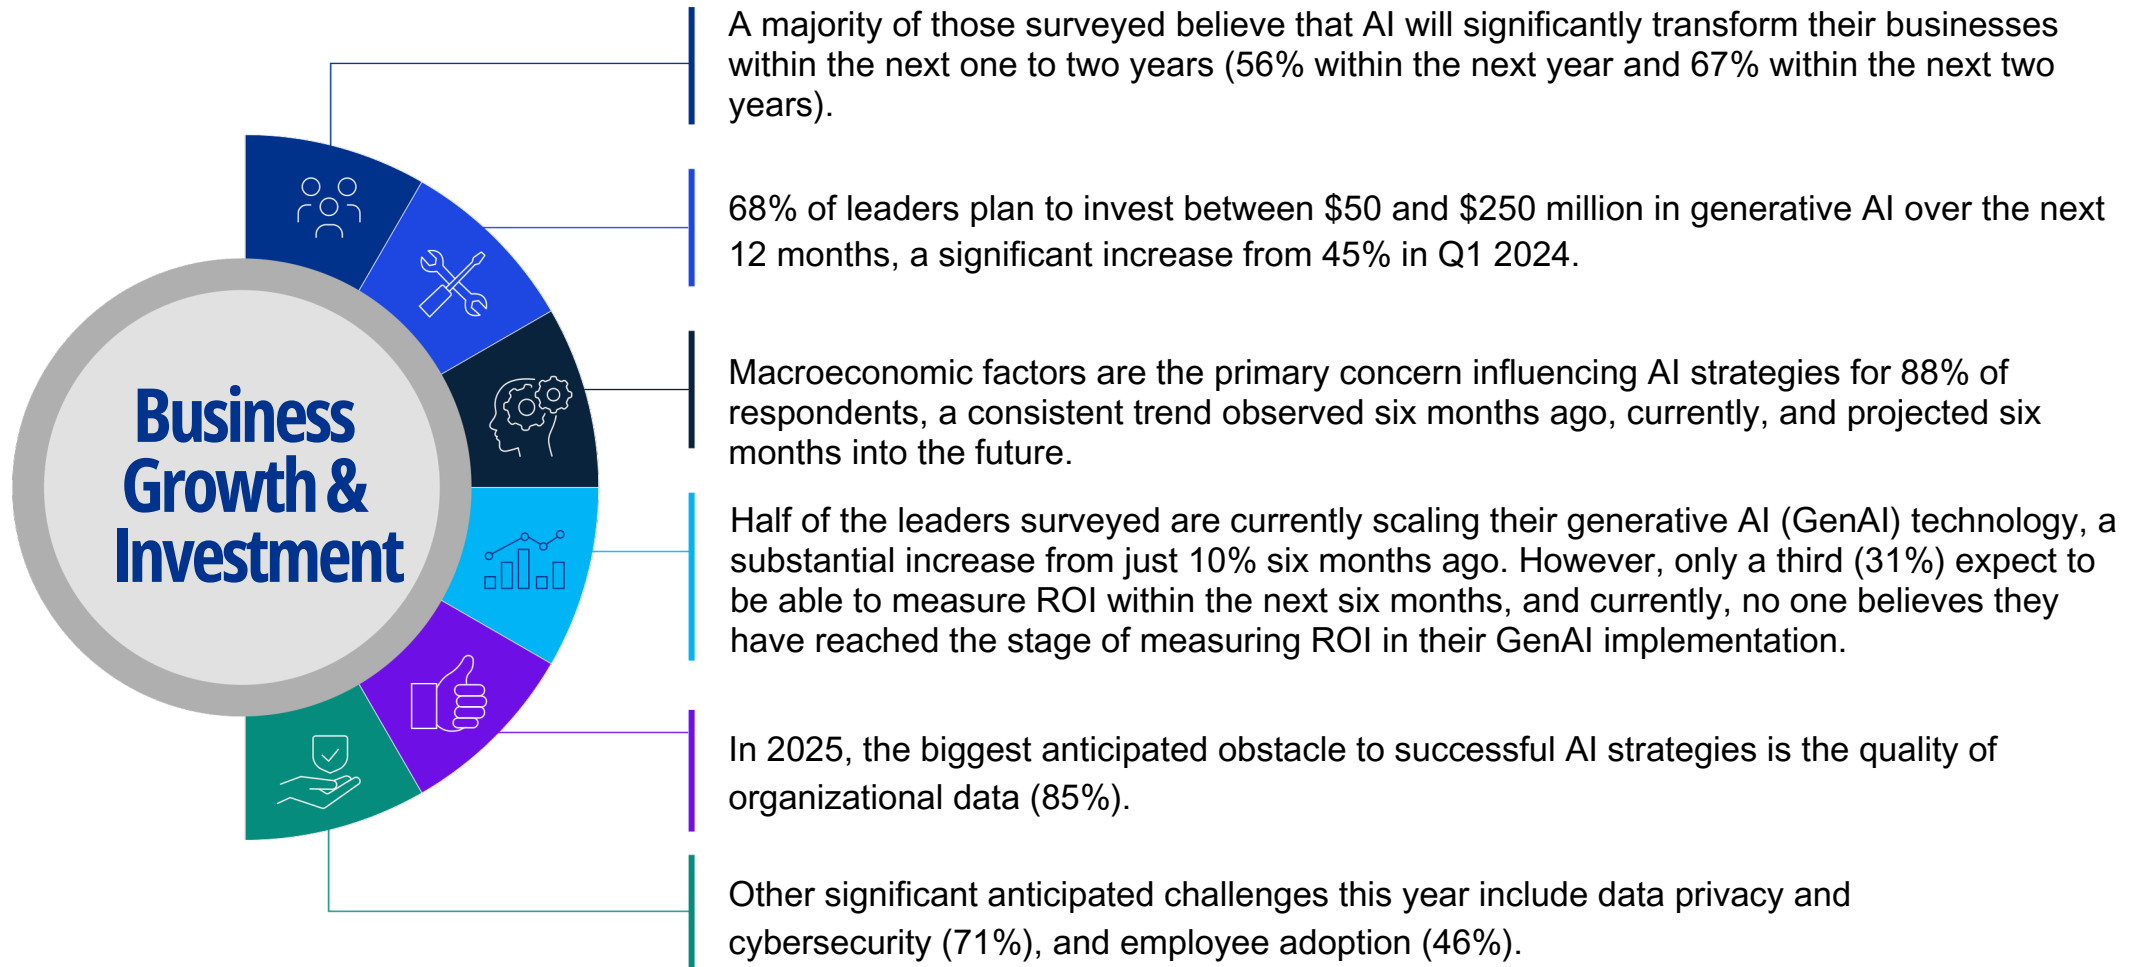 Business
Growth &
Investment
A majority of those surveyed believe that AI will significantly transform their businesses
within the next one to two years (56% within the next year and 67% within the next two
years).
68% of leaders plan to invest between $50 and $250 million in generative AI over the next
12 months, a significant increase from 45% in Q1 2024.
Macroeconomic factors are the primary concern influencing AI strategies for 88% of
respondents, a consistent trend observed six months ago, currently, and projected six
months into the future.
Half of the leaders surveyed are currently scaling their generative AI (GenAI) technology, a
substantial increase from just 10% six months ago. However, only a third (31%) expect to
be able to measure ROI within the next six months, and currently, no one believes they
have reached the stage of measuring ROI in their GenAI implementation.
In 2025, the biggest anticipated obstacle to successful AI strategies is the quality of
organizational data (85%).
Other significant anticipated challenges this year include data privacy and
cybersecurity (71%), and employee adoption (46%).